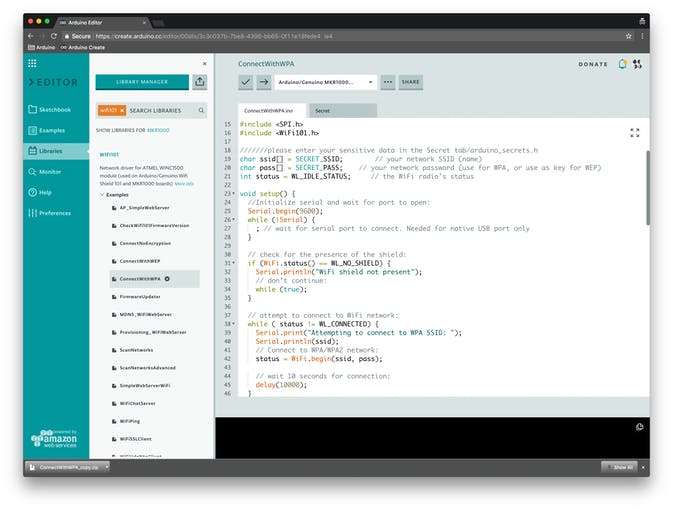 Arduino Editor
Secure
https://create.arduino.cc/editor/
Arduino
Arduino Create
EDITOR
Sketchbook
Examples
Libraries
Monitor
Help
Preferences
powered by
amazon
web services
LIBRARY MANAGER
wifi101 × SEARCH LIBRARIES
SHOW LIBRARIES FOR MKR1000
WIFI101
Network driver for ATMEL WINC1500
module (used on Arduino/Genuino Wifi
Shield 101 and MKR1000 boards) More info
Examples
AP_SimpleWebServer
CheckWifi101FirmwareVersion
ConnectNoEncryption
ConnectWithWEP
ConnectWithWPA
FirmwareUpdater
MDNS_WiFiWebServer
Provisioning_WiFiWebServer
ScanNetworks
ScanNetworksAdvanced
SimpleWebServerWiFi
WiFiChatServer
WiFiPing
WiFiSSLClient
ConnectWithWPA
DONATE
Arduino/Genuino MKR1000...
SHARE
ConnectWithWPA.ino
Secret
15 #include <SPI.h>
16 #include <WiFi101.h>
17
18 ///////please enter your sensitive data in the Secret tab/arduino_secrets.h
19 char ssid[] = SECRET_SSID; // your network SSID (name)
20 char pass[] = SECRET_PASS; // your network password (use for WPA, or use as key for WEP)
21 int status = WL_IDLE_STATUS; // the WiFi radio's status
22
23 void setup() {
24 //Initialize serial and wait for port to open:
25 Serial.begin(9600);
26 while (!Serial) {
27 ; // wait for serial port to connect. Needed for native USB port only
28 }
29
30 // check for the presence of the shield:
31 if (WiFi.status() == WL_NO_SHIELD) {
32 Serial.println("WiFi shield not present");
33 // don't continue:
34 while (true);
35 }
36
37 // attempt to connect to WiFi network:
38 while ( status != WL_CONNECTED) {
39 Serial.print("Attempting to connect to WPA SSID: ");
40 Serial.println(ssid);
41 // Connect to WPA/WPA2 network:
42 status = WiFi.begin(ssid, pass);
43
44 // wait 10 seconds for connection:
45 delay(10000);
46 }
ConnectWithWPA_copy.zip
Show All